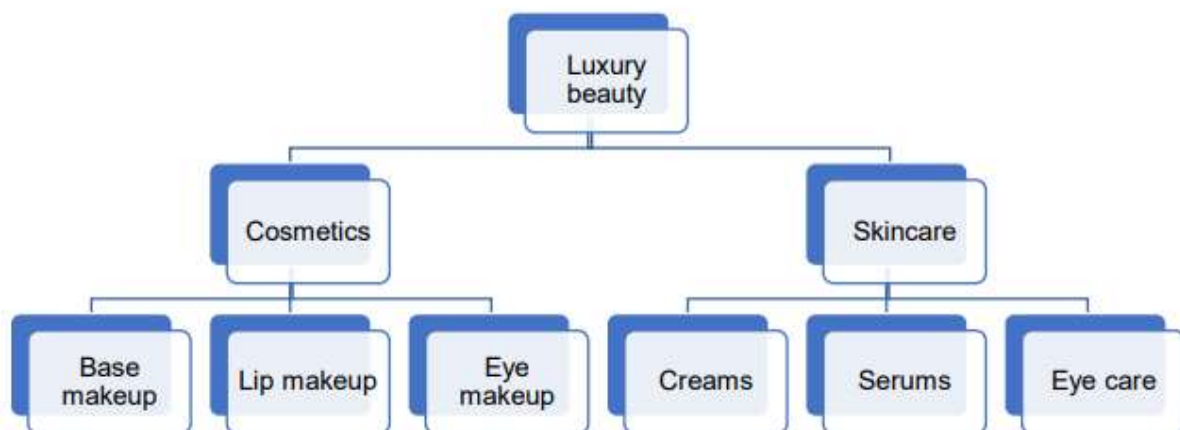 Luxury
beauty
Cosmetics
Skincare
Base
makeup
Lip makeup
Eye
makeup
Creams
Serums
Eye care